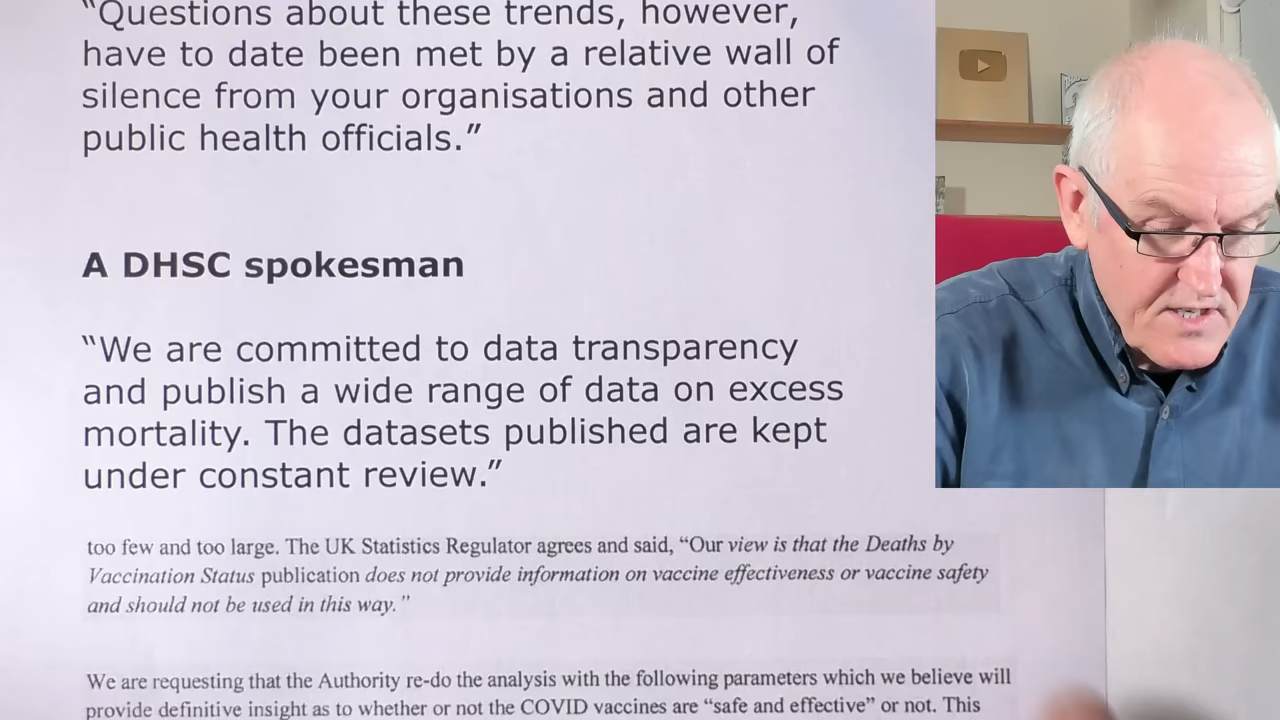 “Questions about these trends, however,
have to date been met by a relative wall of
silence from your organisations and other
public health officials.”
A DHSC spokesman
“We are committed to data transparency
and publish a wide range of data on excess
mortality. The datasets published are kept
under constant review.”
too few and too large. The UK Statistics Regulator agrees and said, “Our view is that the Deaths by
Vaccination Status publication does not provide information on vaccine effectiveness or vaccine safety
and should not be used in this way.”
We are requesting that the Authority re-do the analysis with the following parameters which we believe will
provide definitive insight as to whether or not the COVID vaccines are “safe and effective” or not. This